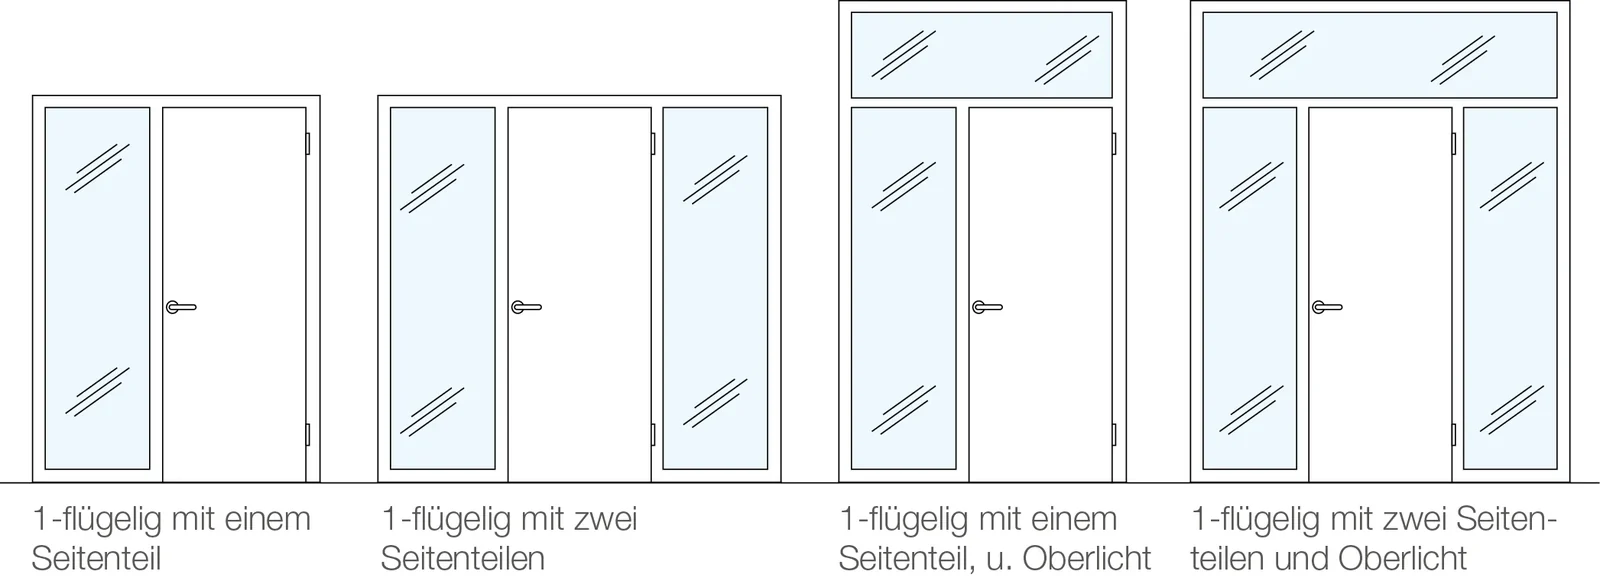 1-flügelig mit einem
Seitenteil
1-flügelig mit zwei
Seitenteilen
1-flügelig mit einem
Seitenteil, u. Oberlicht
1-flügelig mit zwei Seiten-
teilen und Oberlicht